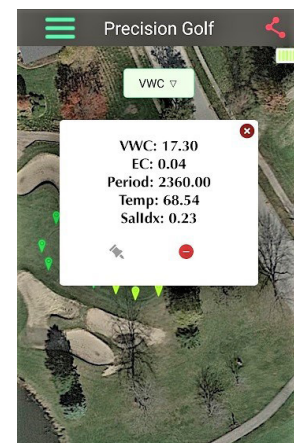 Precision Golf
VWC ▽
VWC: 17.30
EC: 0.04
Period: 2360.00
Temp: 68.54
SalIdx: 0.23